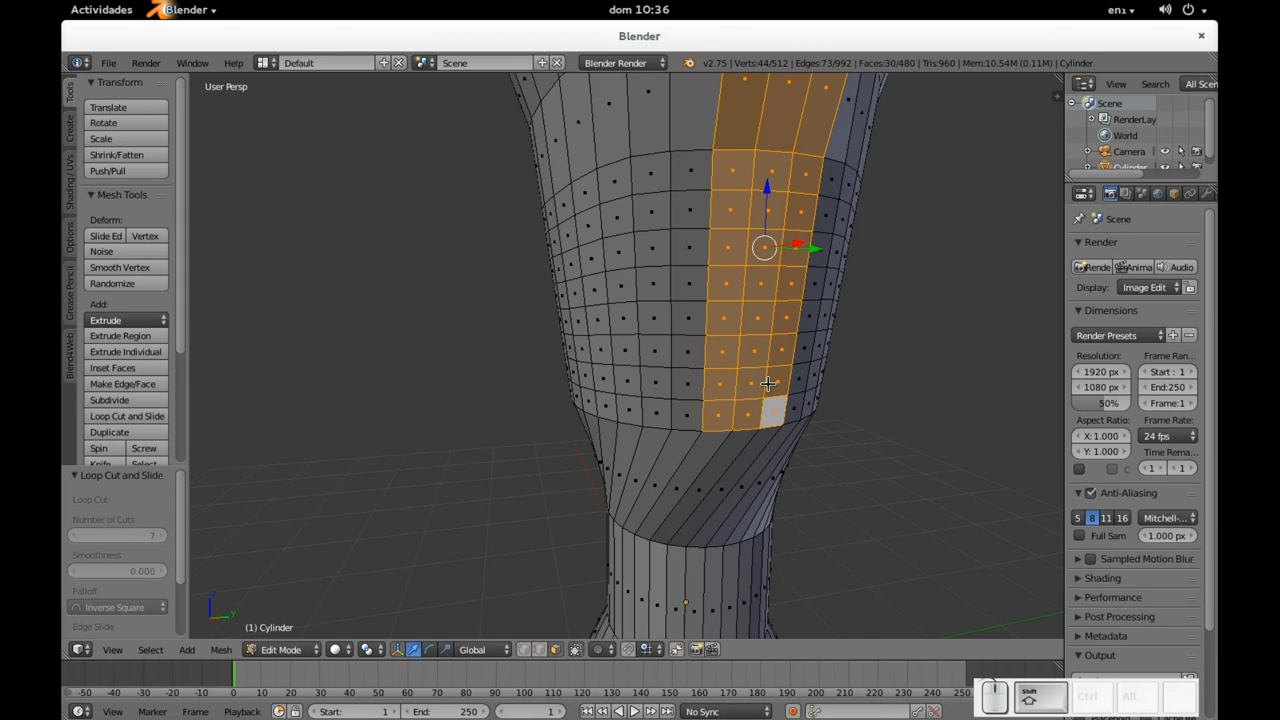 Actividades Blender dom 10:36 en₁
Blender
File Render Window Help Default Scene Blender Render v2.75 | Verts:44/512 | Edges:73/992 | Faces:30/480 | Tris:960 | Mem:10.54M (0.11M) | Cylinder
Tools
Create
Shading / UVs
Options
Grease Pencil
Blend4Web
Transform
Translate
Rotate
Scale
Shrink/Fatten
Push/Pull
Mesh Tools
Deform:
Slide Ed Vertex
Noise
Smooth Vertex
Randomize
Add:
Extrude
Extrude Region
Extrude Individual
Inset Faces
Make Edge/Face
Subdivide
Loop Cut and Slide
Duplicate
Spin Screw
Loop Cut and Slide
Loop Cut
Number of Cuts
7
Smoothness
0.000
Falloff
Inverse Square
Edge Slide
User Persp
(1) Cylinder
View Search All Scen
Scene
RenderLay
World
Camera
Cylinder
Scene
Render
Rende Anima Audio
Display: Image Edit
Dimensions
Render Presets
Resolution: Frame Ran...
1920 px Start : 1
1080 px End:250
50% Frame:1
Aspect Ratio: Frame Rate:
X: 1.000 24 fps
Y: 1.000 Time Rema...
C 1 1
Anti-Aliasing
5 8 11 16 Mitchell-...
Full Sam 1.000 px
Sampled Motion Blur
Shading
Performance
Post Processing
Metadata
Output
View Select Add Mesh Edit Mode Global
-50 -40 -30 -20 -10 0 10 20 30 40 50 60 70 80 90 100 110 120 130 140 150 160 170 180 190 200 210 220 230 240 250
View Marker Frame Playback Start: 1 End: 250 1 No Sync
Shift Ctrl Alt